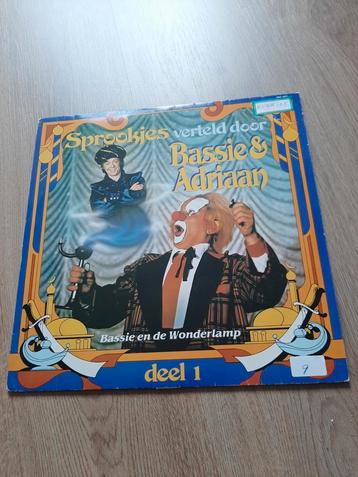 Sprookjes verteld door
Bassie &
Adriaan
Bassie en de Wonderlamp
deel 1
9